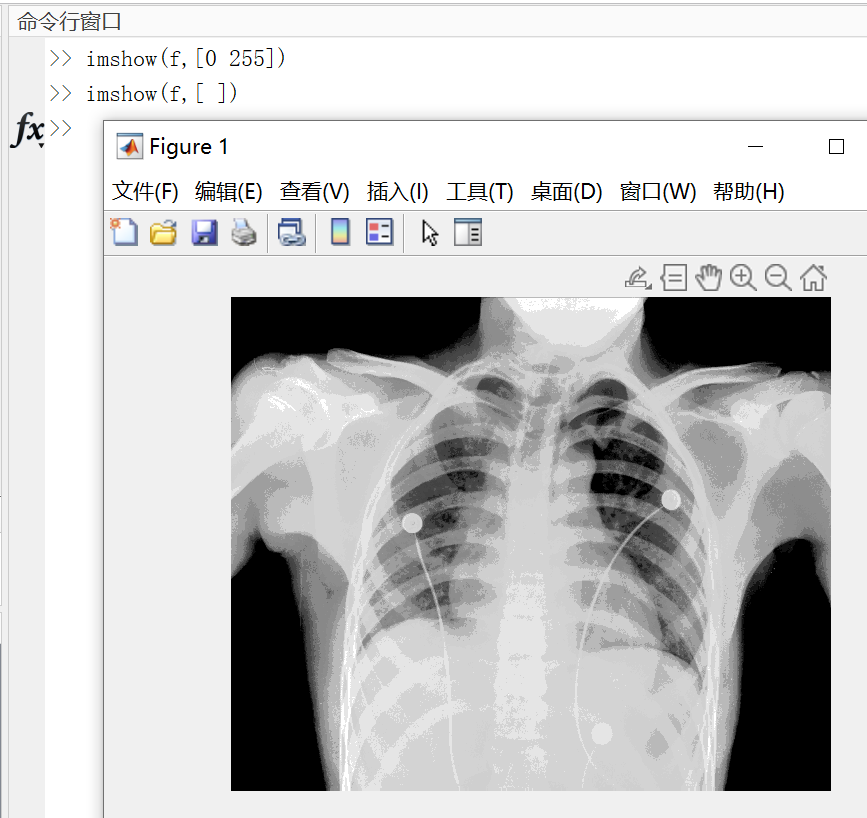 命令行窗口
>> imshow(f,[0 255])
>> imshow(f,[ ])
fx >>
Figure 1
文件(F) 编辑(E) 查看(V) 插入(I) 工具(T) 桌面(D) 窗口(W) 帮助(H)